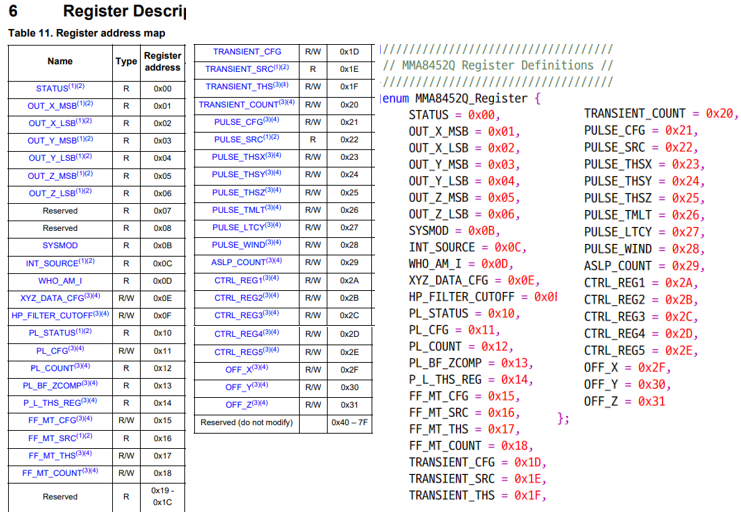 6 Register Descri
Table 11. Register address map
Name Type Register address
STATUS(1)(2) R 0x00
OUT_X_MSB(1)(2) R 0x01
OUT_X_LSB(1)(2) R 0x02
OUT_Y_MSB(1)(2) R 0x03
OUT_Y_LSB(1)(2) R 0x04
OUT_Z_MSB(1)(2) R 0x05
OUT_Z_LSB(1)(2) R 0x06
Reserved R 0x07
Reserved R 0x08
SYSMOD R 0x0B
INT_SOURCE(1)(2) R 0x0C
WHO_AM_I R 0x0D
XYZ_DATA_CFG(3)(4) R/W 0x0E
HP_FILTER_CUTOFF(3)(4) R/W 0x0F
PL_STATUS(1)(2) R 0x10
PL_CFG(3)(4) R/W 0x11
PL_COUNT(3)(4) R 0x12
PL_BF_ZCOMP(3)(4) R 0x13
P_L_THS_REG(3)(4) R 0x14
FF_MT_CFG(3)(4) R/W 0x15
FF_MT_SRC(1)(2) R 0x16
FF_MT_THS(3)(4) R/W 0x17
FF_MT_COUNT(3)(4) R/W 0x18
Reserved R 0x19 - 0x1C
TRANSIENT_CFG R/W 0x1D
TRANSIENT_SRC(1)(2) R 0x1E
TRANSIENT_THS(3)(4) R/W 0x1F
TRANSIENT_COUNT(3)(4) R/W 0x20
PULSE_CFG(3)(4) R/W 0x21
PULSE_SRC(1)(2) R 0x22
PULSE_THSX(3)(4) R/W 0x23
PULSE_THSY(3)(4) R/W 0x24
PULSE_THSZ(3)(4) R/W 0x25
PULSE_TMLT(3)(4) R/W 0x26
PULSE_LTCY(3)(4) R/W 0x27
PULSE_WIND(3)(4) R/W 0x28
ASLP_COUNT(3)(4) R/W 0x29
CTRL_REG1(3)(4) R/W 0x2A
CTRL_REG2(3)(4) R/W 0x2B
CTRL_REG3(3)(4) R/W 0x2C
CTRL_REG4(3)(4) R/W 0x2D
CTRL_REG5(3)(4) R/W 0x2E
OFF_X(3)(4) R/W 0x2F
OFF_Y(3)(4) R/W 0x30
OFF_Z(3)(4) R/W 0x31
Reserved (do not modify) 0x40 – 7F
//////////////////////////////////
// MMA8452Q Register Definitions //
//////////////////////////////////
enum MMA8452Q_Register {
STATUS = 0x00,
OUT_X_MSB = 0x01,
OUT_X_LSB = 0x02,
OUT_Y_MSB = 0x03,
OUT_Y_LSB = 0x04,
OUT_Z_MSB = 0x05,
OUT_Z_LSB = 0x06,
SYSMOD = 0x0B,
INT_SOURCE = 0x0C,
WHO_AM_I = 0x0D,
XYZ_DATA_CFG = 0x0E,
HP_FILTER_CUTOFF = 0x0F
PL_STATUS = 0x10,
PL_CFG = 0x11,
PL_COUNT = 0x12,
PL_BF_ZCOMP = 0x13,
P_L_THS_REG = 0x14,
FF_MT_CFG = 0x15,
FF_MT_SRC = 0x16,
FF_MT_THS = 0x17,
FF_MT_COUNT = 0x18,
TRANSIENT_CFG = 0x1D,
TRANSIENT_SRC = 0x1E,
TRANSIENT_THS = 0x1F,
TRANSIENT_COUNT = 0x20,
PULSE_CFG = 0x21,
PULSE_SRC = 0x22,
PULSE_THSX = 0x23,
PULSE_THSY = 0x24,
PULSE_THSZ = 0x25,
PULSE_TMLT = 0x26,
PULSE_LTCY = 0x27,
PULSE_WIND = 0x28,
ASLP_COUNT = 0x29,
CTRL_REG1 = 0x2A,
CTRL_REG2 = 0x2B,
CTRL_REG3 = 0x2C,
CTRL_REG4 = 0x2D,
CTRL_REG5 = 0x2E,
OFF_X = 0x2F,
OFF_Y = 0x30,
OFF_Z = 0x31
};